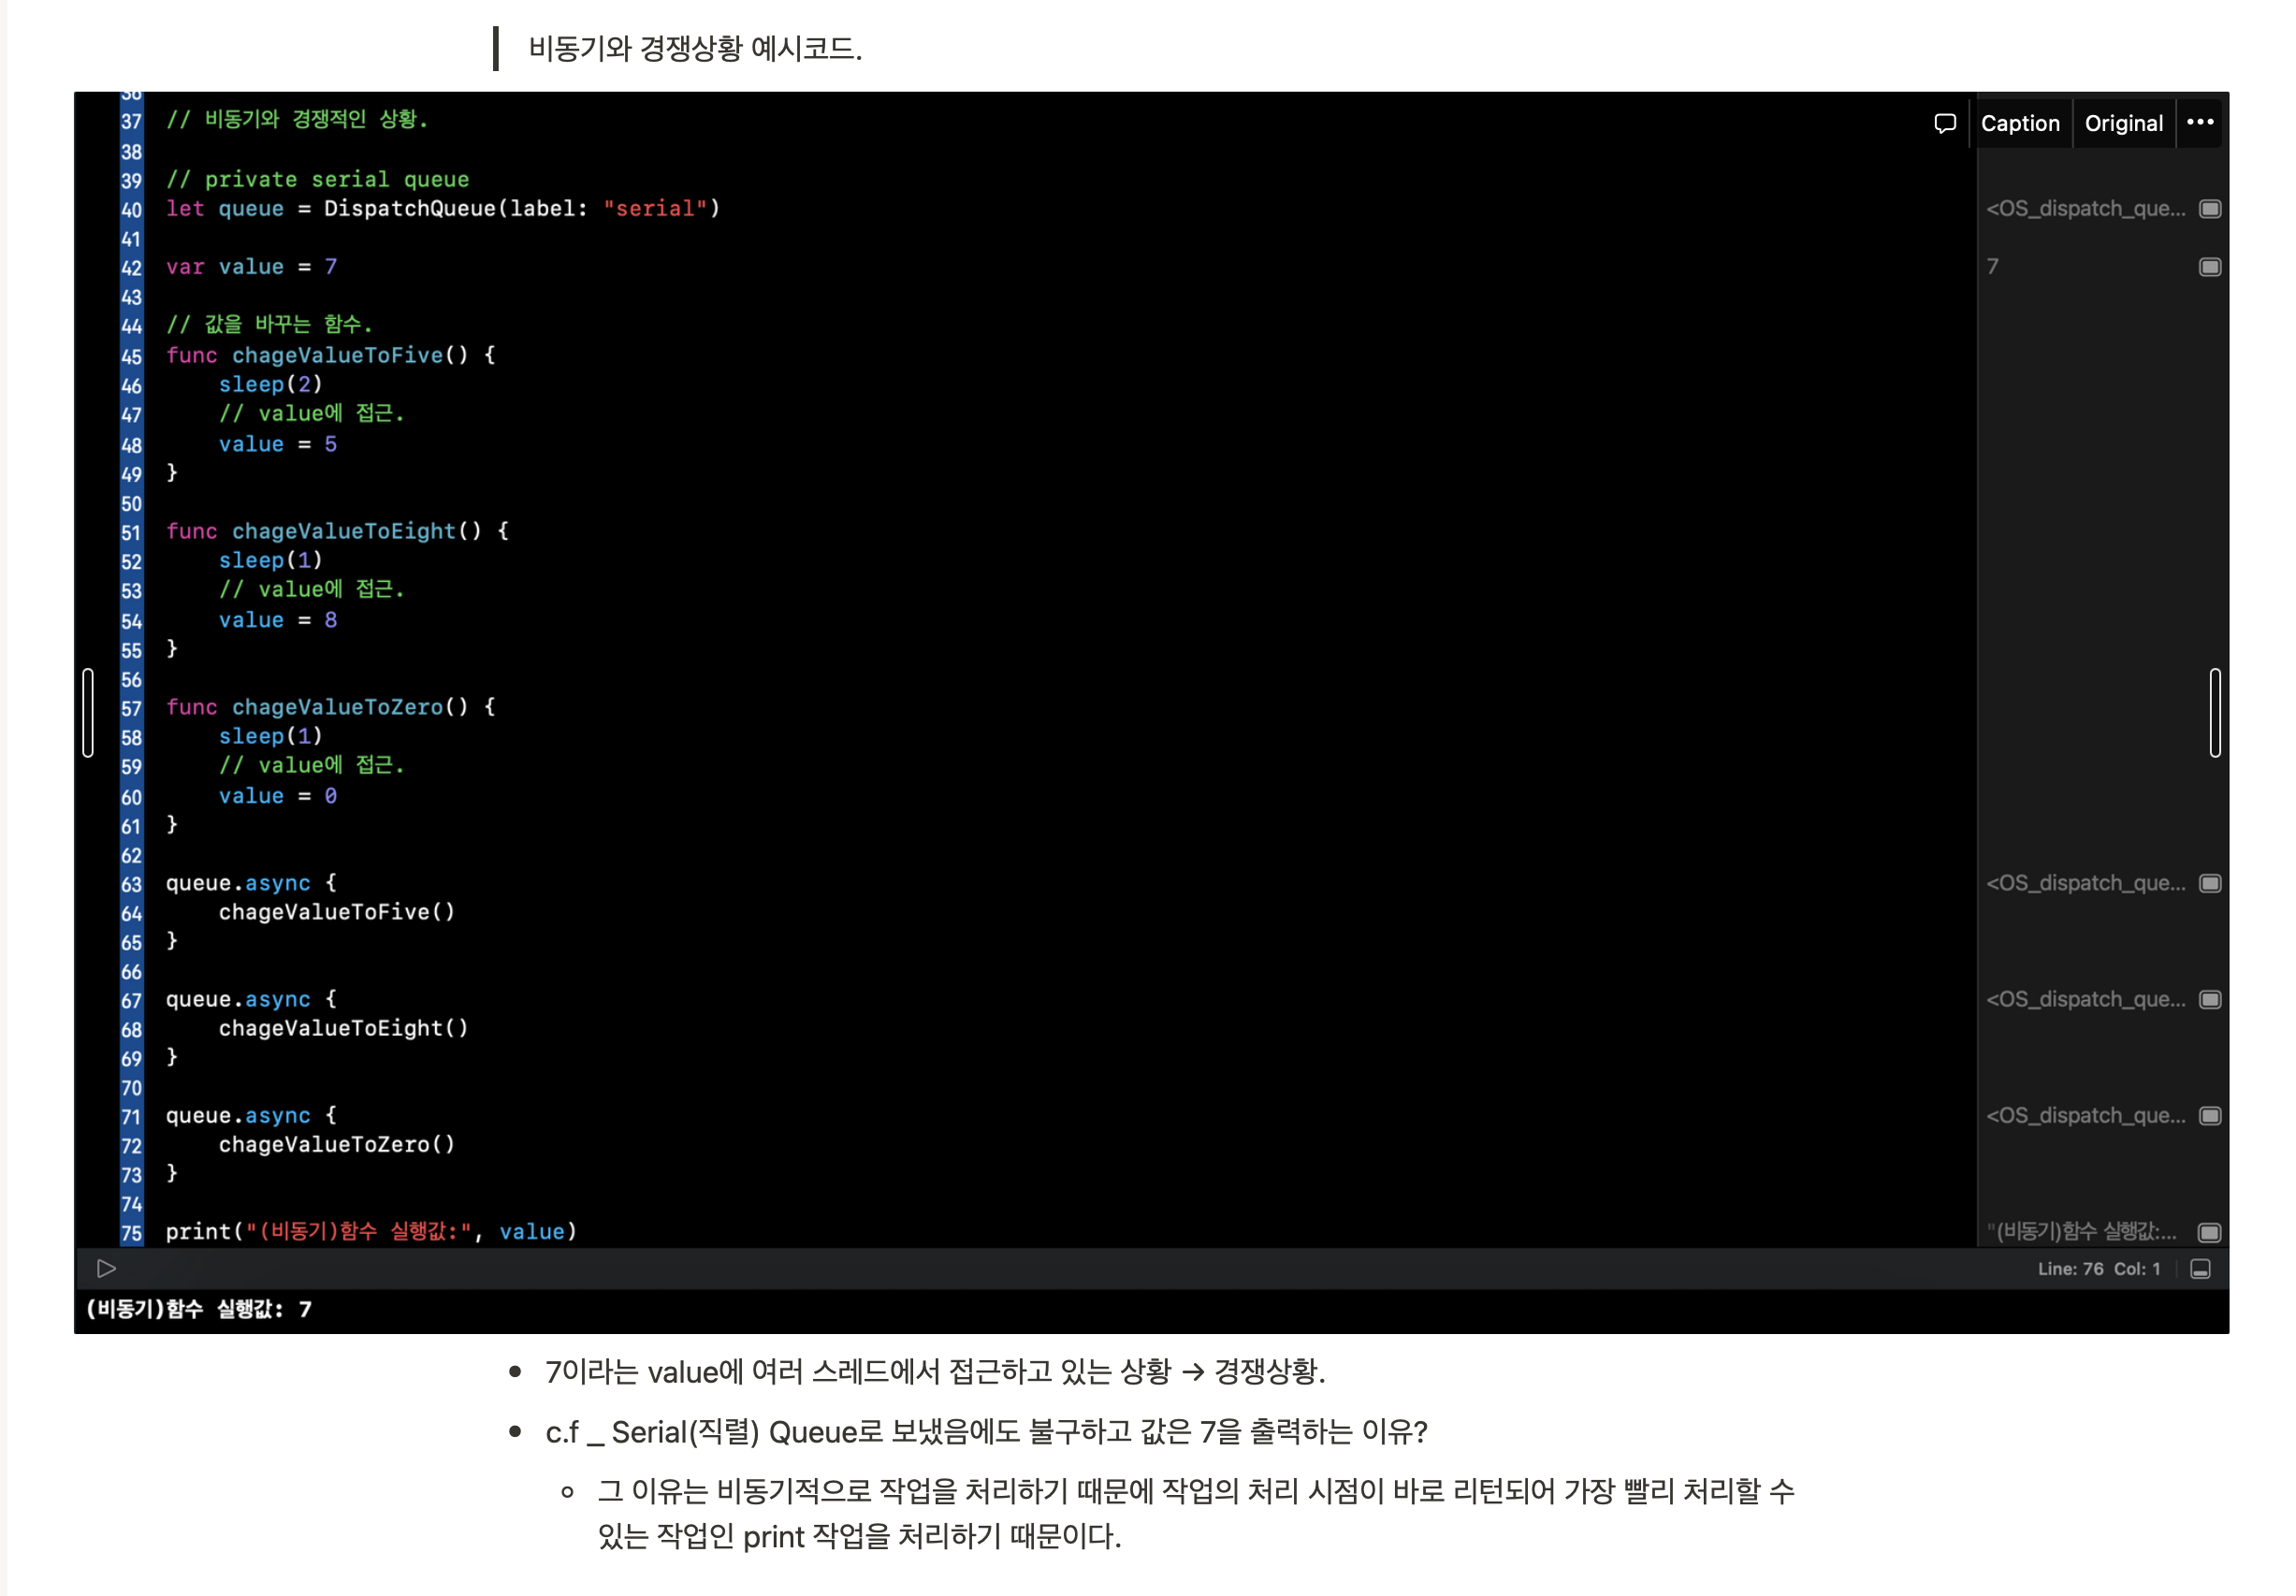 비동기와 경쟁상황 예시코드.
Caption Original •••
36
37 // 비동기와 경쟁적인 상황.
38
39 // private serial queue
40 let queue = DispatchQueue(label: "serial") <OS_dispatch_que...
41
42 var value = 7 7
43
44 // 값을 바꾸는 함수.
45 func chageValueToFive() {
46     sleep(2)
47     // value에 접근.
48     value = 5
49 }
50
51 func chageValueToEight() {
52     sleep(1)
53     // value에 접근.
54     value = 8
55 }
56
57 func chageValueToZero() {
58     sleep(1)
59     // value에 접근.
60     value = 0
61 }
62
63 queue.async { <OS_dispatch_que...
64     chageValueToFive()
65 }
66
67 queue.async { <OS_dispatch_que...
68     chageValueToEight()
69 }
70
71 queue.async { <OS_dispatch_que...
72     chageValueToZero()
73 }
74
75 print("(비동기)함수 실행값:", value) "(비동기)함수 실행값:...
Line: 76 Col: 1
(비동기)함수 실행값: 7
• 7이라는 value에 여러 스레드에서 접근하고 있는 상황 → 경쟁상황.
• c.f _ Serial(직렬) Queue로 보냈음에도 불구하고 값은 7을 출력하는 이유?
◦ 그 이유는 비동기적으로 작업을 처리하기 때문에 작업의 처리 시점이 바로 리턴되어 가장 빨리 처리할 수
있는 작업인 print 작업을 처리하기 때문이다.